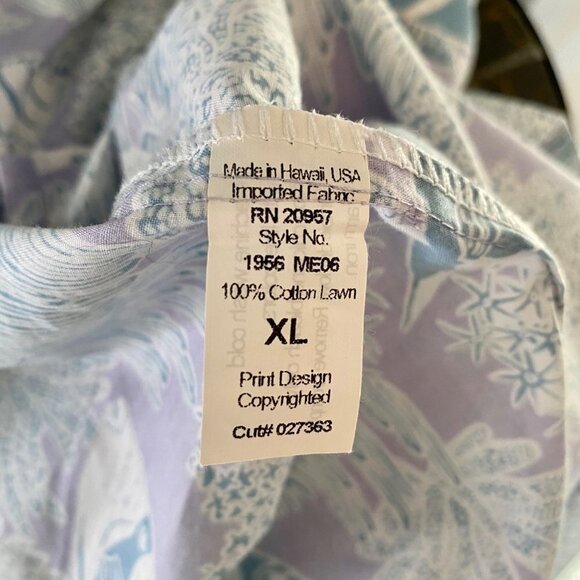 Made in Hawaii, USA
Imported Fabric
RN 20957
Style No.
1956 ME06
100% Cotton Lawn
XL
Print Design
Copyrighted
Cut# 027363